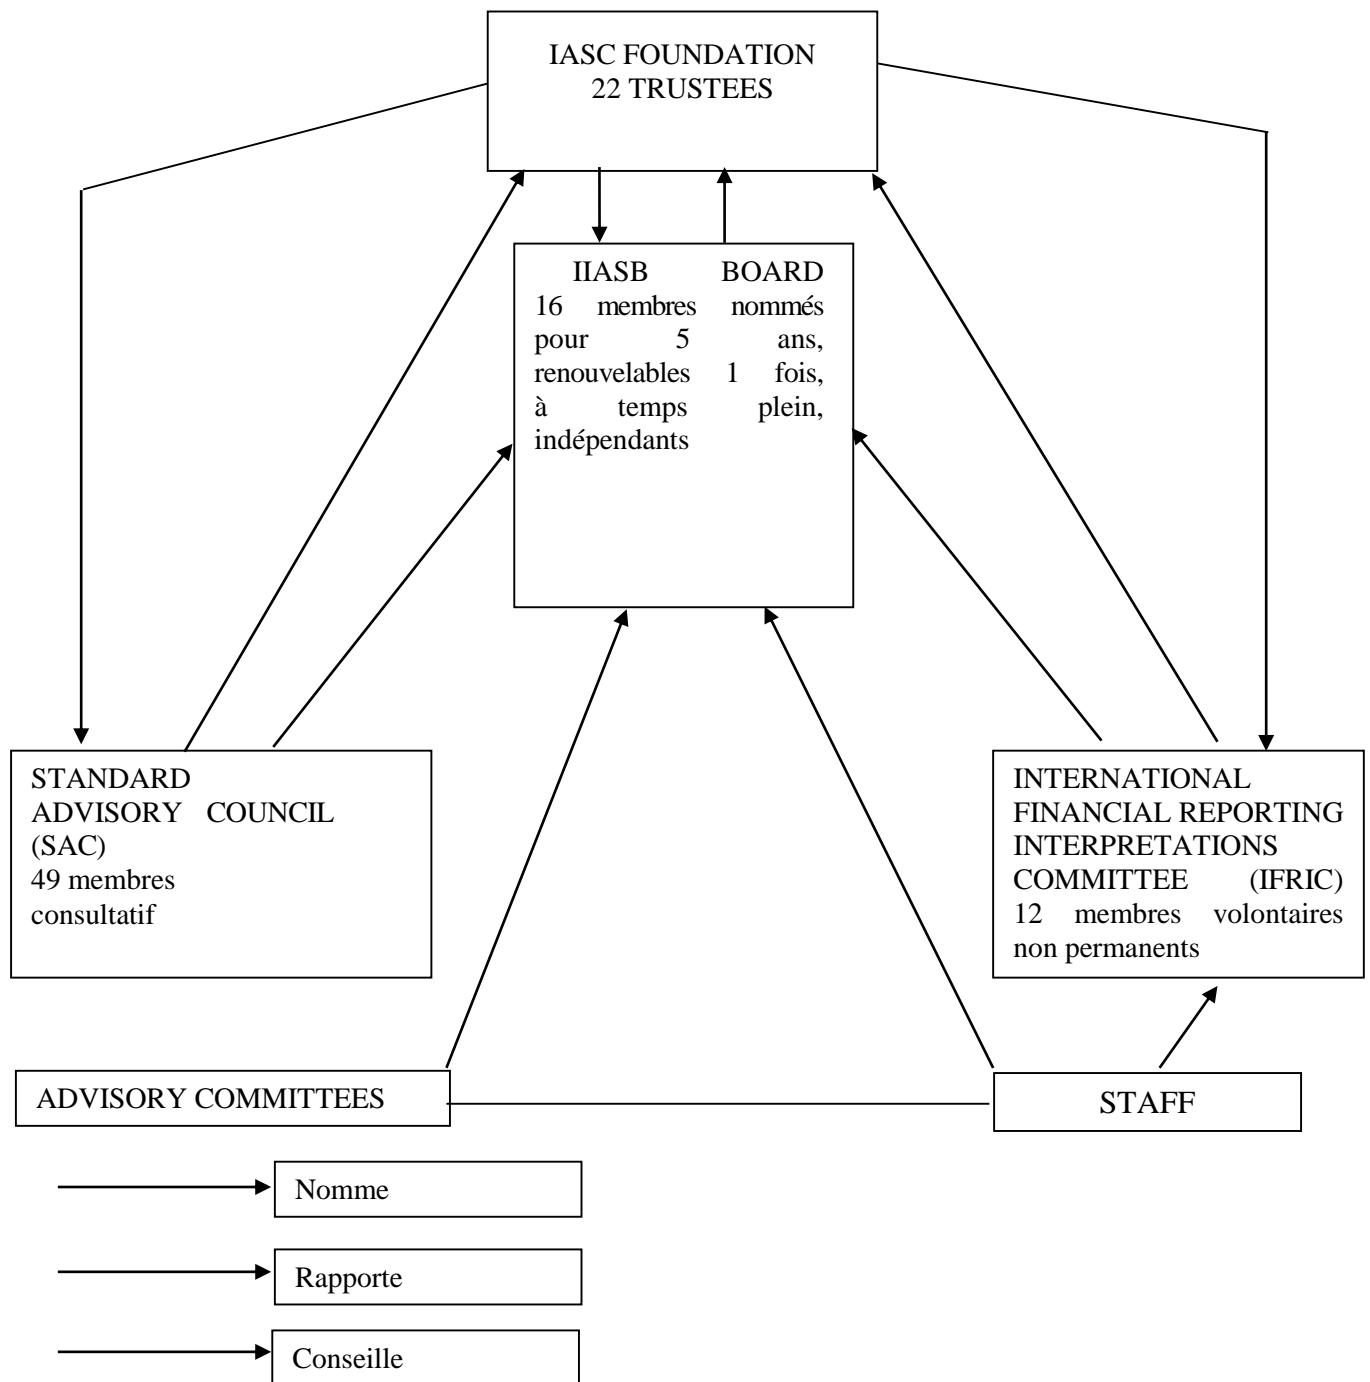 IASC FOUNDATION
22 TRUSTEES
IIASB BOARD
16 membres nommés
pour 5 ans,
renouvelables 1 fois,
à temps plein,
indépendants
STANDARD
ADVISORY COUNCIL
(SAC)
49 membres
consultatif
INTERNATIONAL
FINANCIAL REPORTING
INTERPRETATIONS
COMMITTEE (IFRIC)
12 membres volontaires
non permanents
ADVISORY COMMITTEES
STAFF
Nomme
Rapporte
Conseille